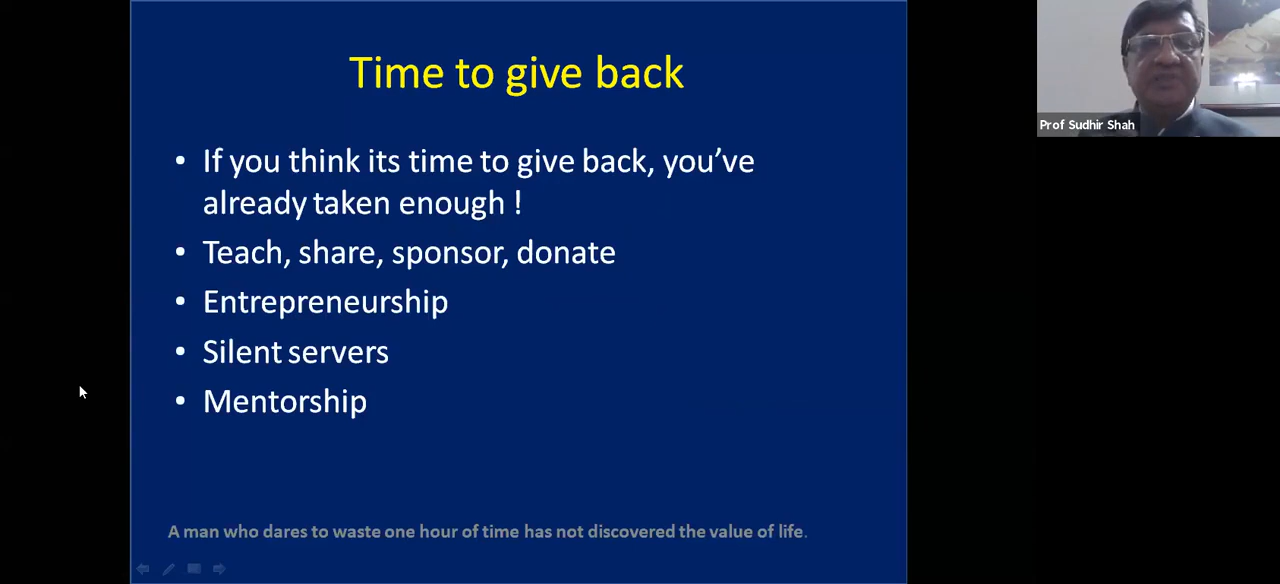 Time to give back
• If you think its time to give back, you’ve
already taken enough !
• Teach, share, sponsor, donate
• Entrepreneurship
• Silent servers
• Mentorship
A man who dares to waste one hour of time has not discovered the value of life.
Prof Sudhir Shah